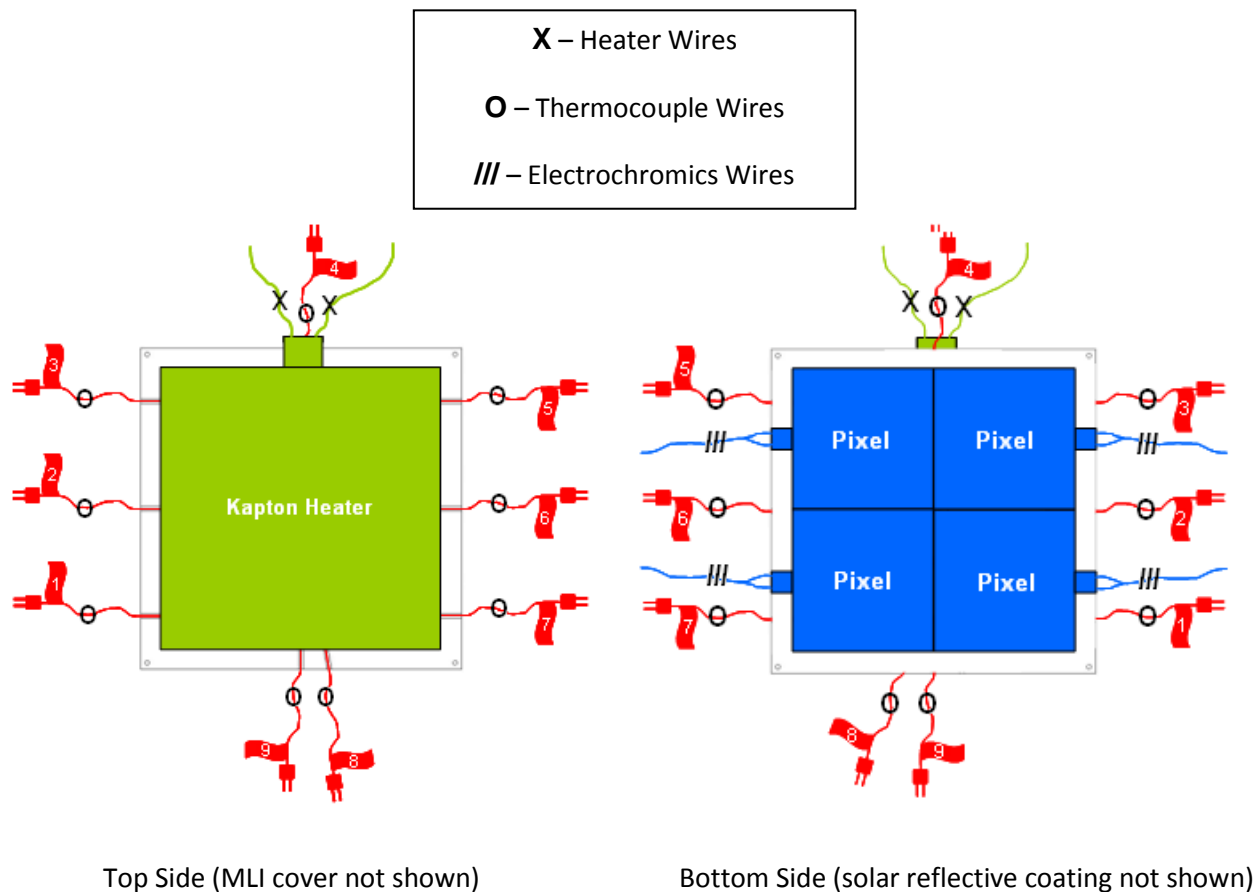 X – Heater Wires
O – Thermocouple Wires
/// – Electrochromics Wires
4
X O X
3
O
O
5
2
O
Kapton Heater
O
6
1
O
O
7
O O
9
8
4
X O X
5
O
O
3
///
Pixel
Pixel
///
6
O
O
2
///
Pixel
Pixel
///
7
O
O
1
O O
8
9
Top Side (MLI cover not shown)
Bottom Side (solar reflective coating not shown)